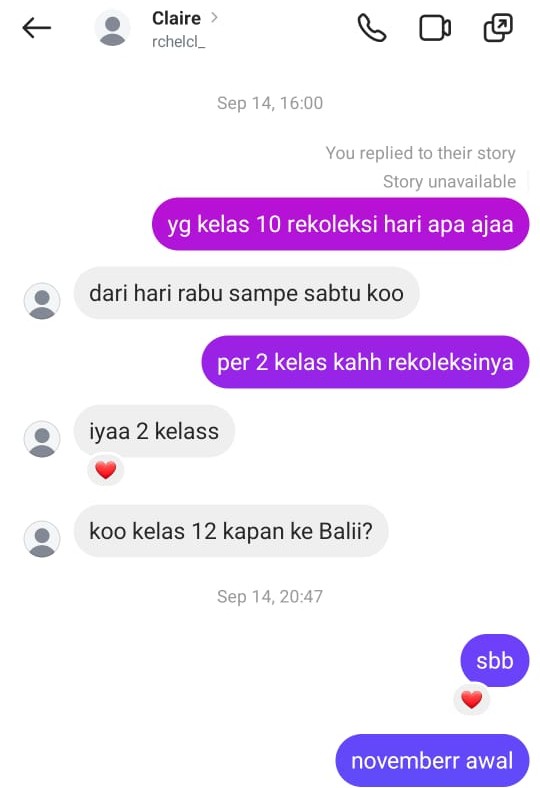 Claire
rchelcl_
Sep 14, 16:00
You replied to their story
Story unavailable
yg kelas 10 rekoleksi hari apa ajaa
dari hari rabu sampe sabtu koo
per 2 kelas kahh rekoleksinya
iyaa 2 kelass
koo kelas 12 kapan ke Balii?
Sep 14, 20:47
sbb
novemberr awal